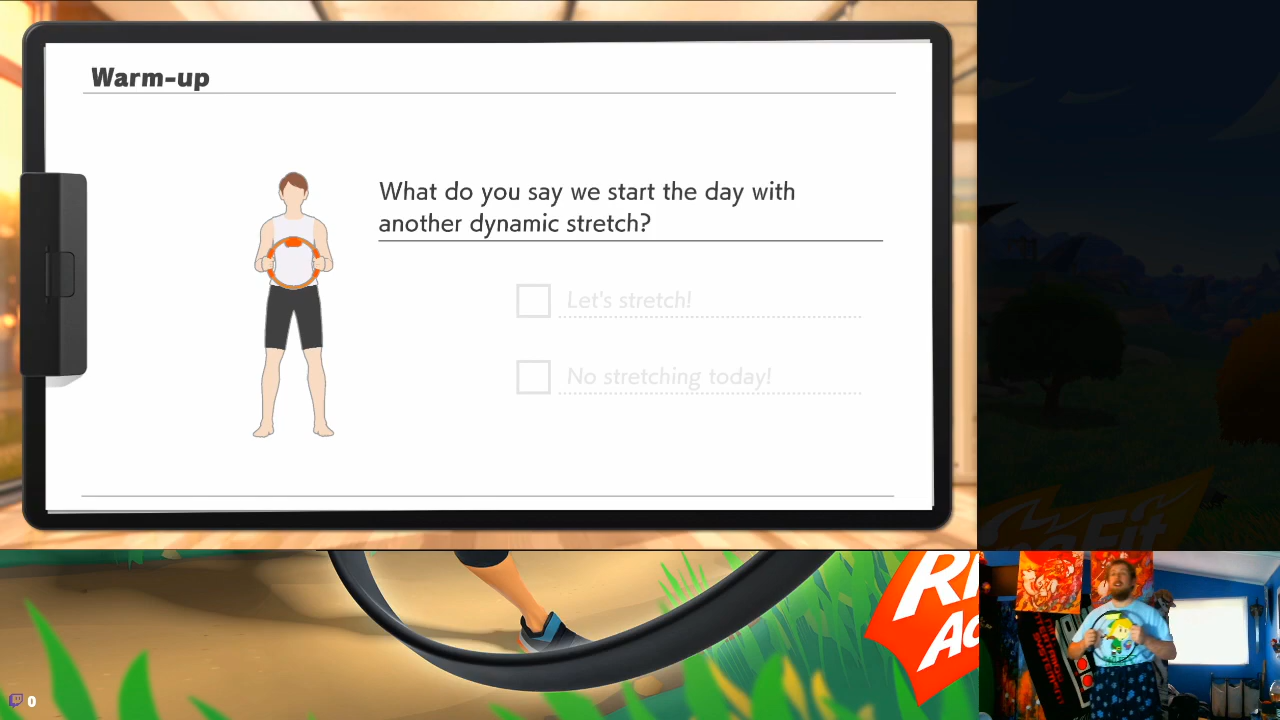 Warm-up
What do you say we start the day with
another dynamic stretch?
Let's stretch!
No stretching today!
0